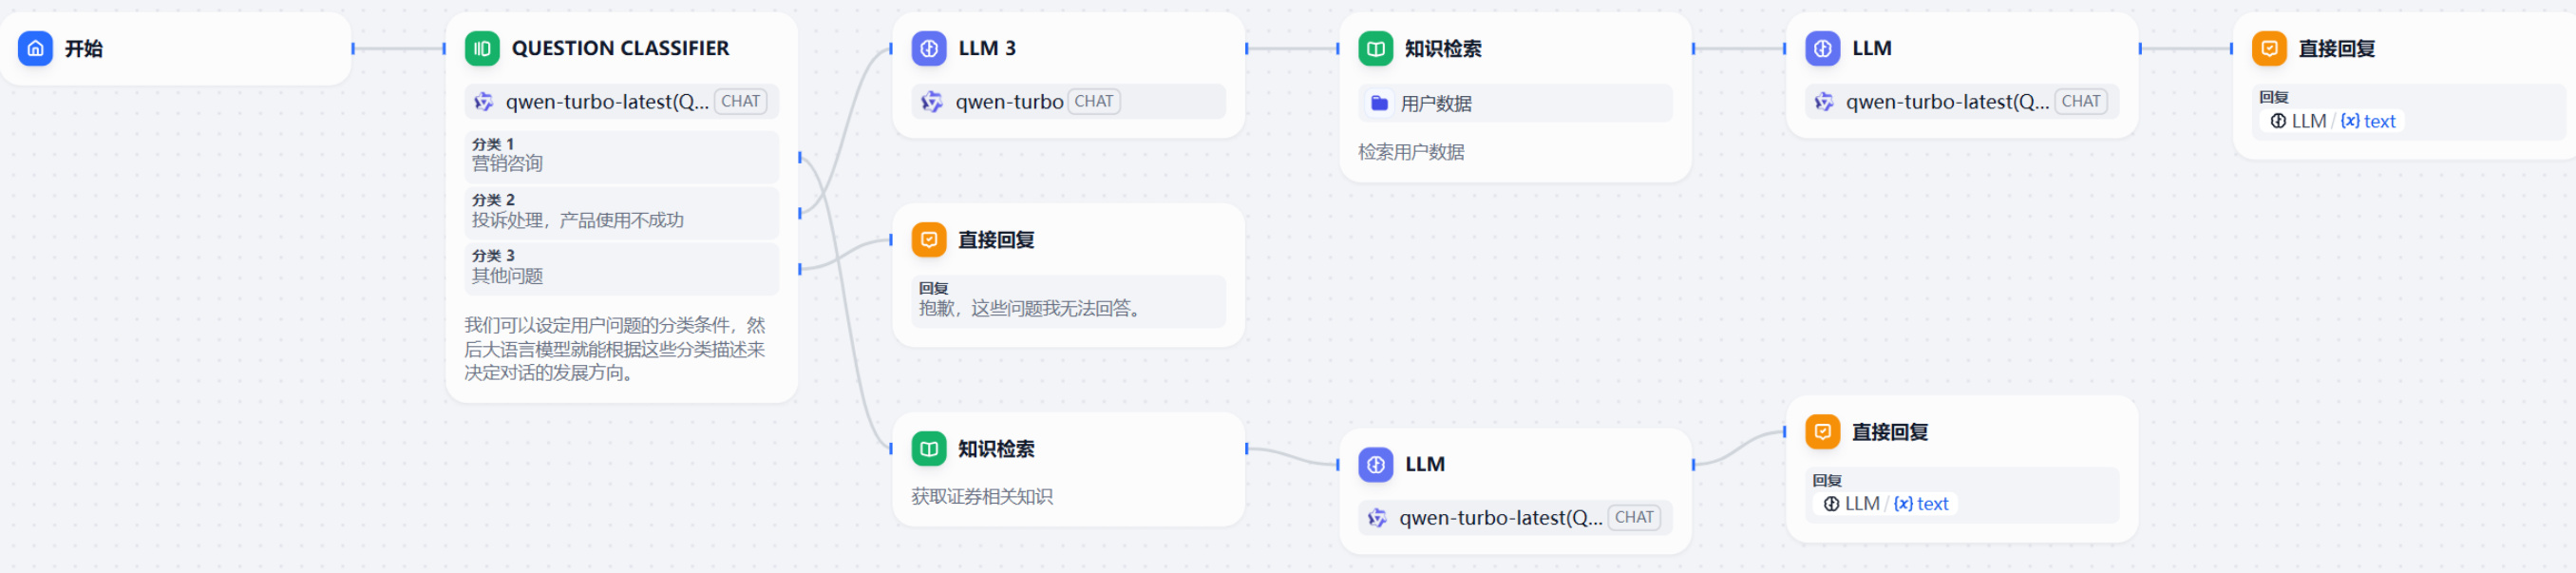 开始
QUESTION CLASSIFIER
qwen-turbo-latest(Q... CHAT
分类 1
营销咨询
分类 2
投诉处理，产品使用不成功
分类 3
其他问题
我们可以设定用户问题的分类条件，然
后大语言模型就能根据这些分类描述来
决定对话的发展方向。
LLM 3
qwen-turbo CHAT
知识检索
用户数据
检索用户数据
LLM
qwen-turbo-latest(Q... CHAT
直接回复
回复
LLM / {x} text
直接回复
回复
抱歉，这些问题我无法回答。
知识检索
获取证券相关知识
LLM
qwen-turbo-latest(Q... CHAT
直接回复
回复
LLM / {x} text